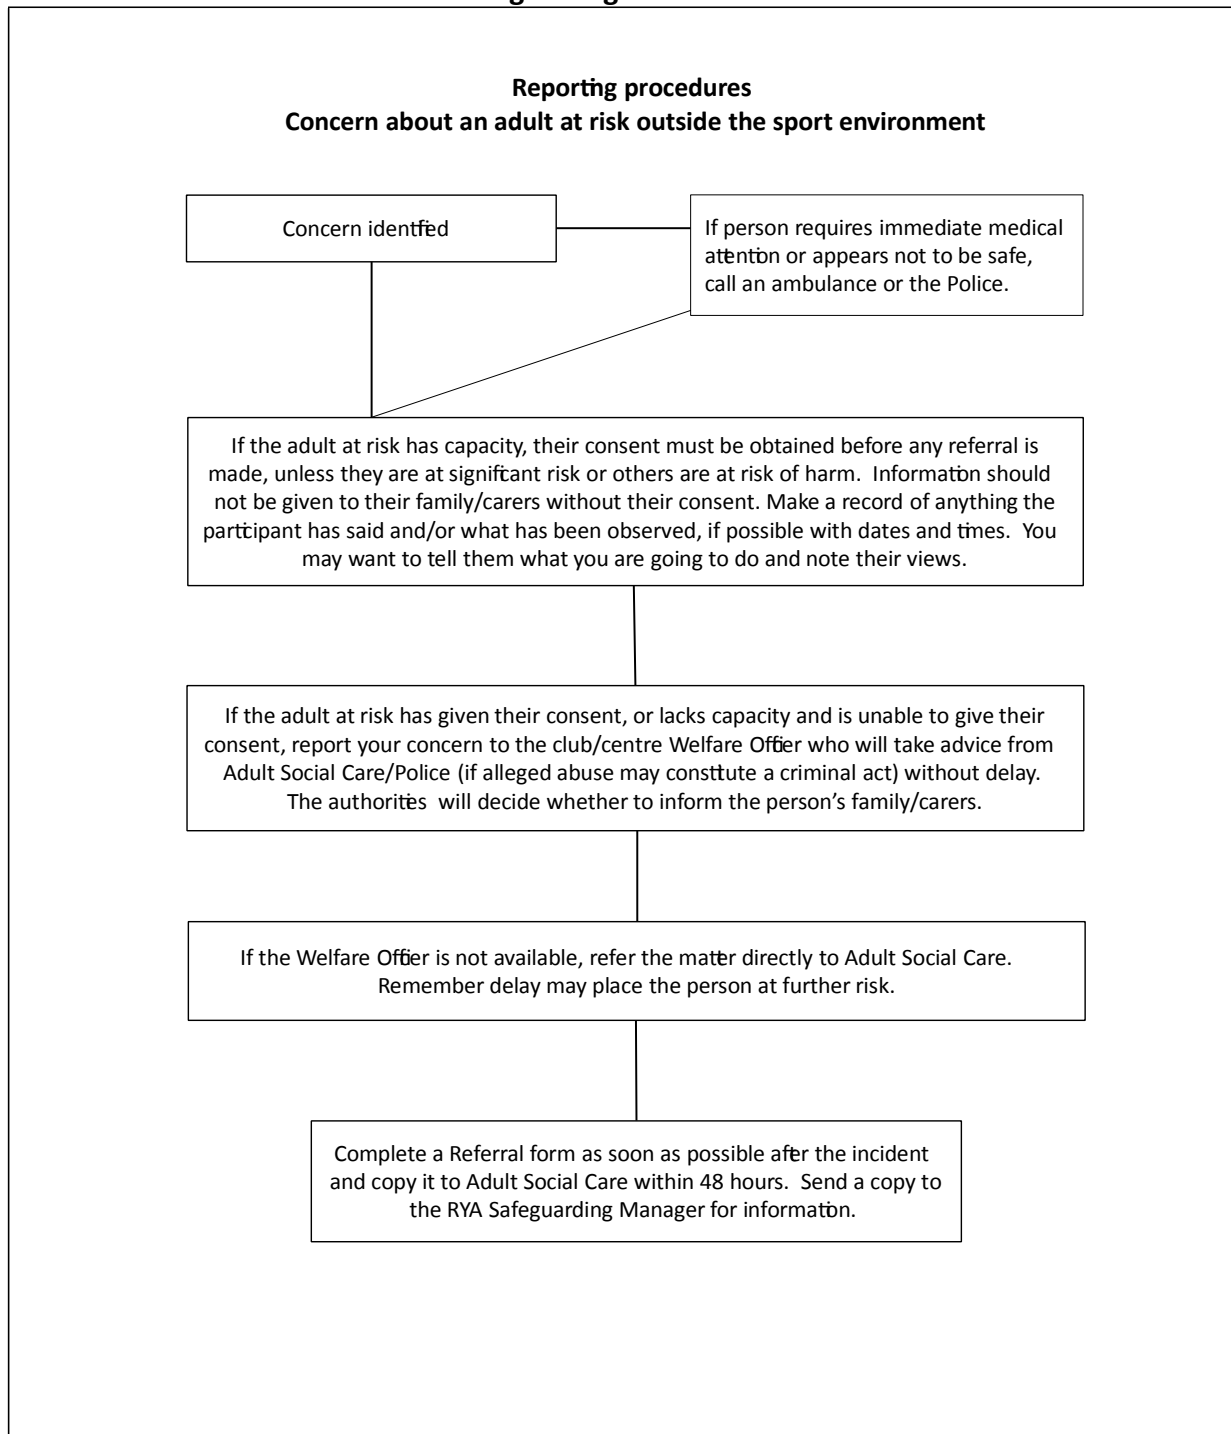 Reporting procedures
Concern about an adult at risk outside the sport environment
Concern identified
If person requires immediate medical
attention or appears not to be safe,
call an ambulance or the Police.
If the adult at risk has capacity, their consent must be obtained before any referral is
made, unless they are at significant risk or others are at risk of harm.  Information should
not be given to their family/carers without their consent. Make a record of anything the
participant has said and/or what has been observed, if possible with dates and times.  You
may want to tell them what you are going to do and note their views.
If the adult at risk has given their consent, or lacks capacity and is unable to give their
consent, report your concern to the club/centre Welfare Officer who will take advice from
Adult Social Care/Police (if alleged abuse may constitute a criminal act) without delay.
The authorities  will decide whether to inform the person's family/carers.
If the Welfare Officer is not available, refer the matter directly to Adult Social Care.
Remember delay may place the person at further risk.
Complete a Referral form as soon as possible after the incident
and copy it to Adult Social Care within 48 hours.  Send a copy to
the RYA Safeguarding Manager for information.